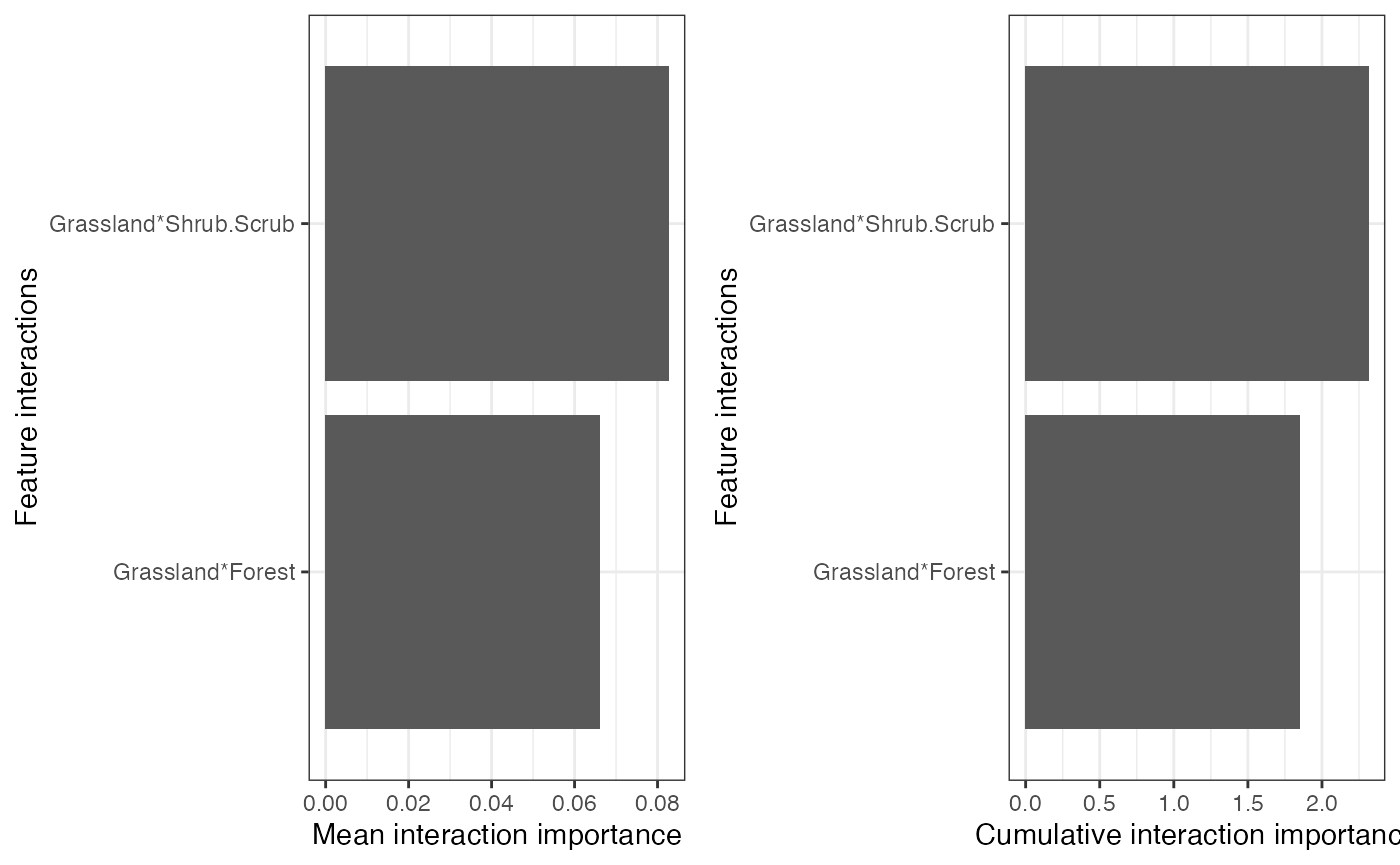 Feature interactions
Grassland*Shrub.Scrub
Grassland*Forest
0.00 0.02 0.04 0.06 0.08
Mean interaction importance
Feature interactions
Grassland*Shrub.Scrub
Grassland*Forest
0.0 0.5 1.0 1.5 2.0
Cumulative interaction importanc